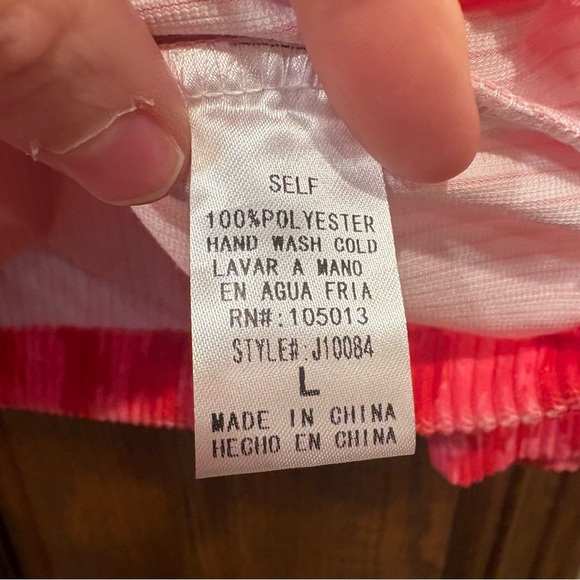 SELF
100%POLYESTER
HAND WASH COLD
LAVAR A MANO
EN AGUA FRIA
RN#:105013
STYLE#:J10084
L
MADE IN CHINA
HECHO EN CHINA